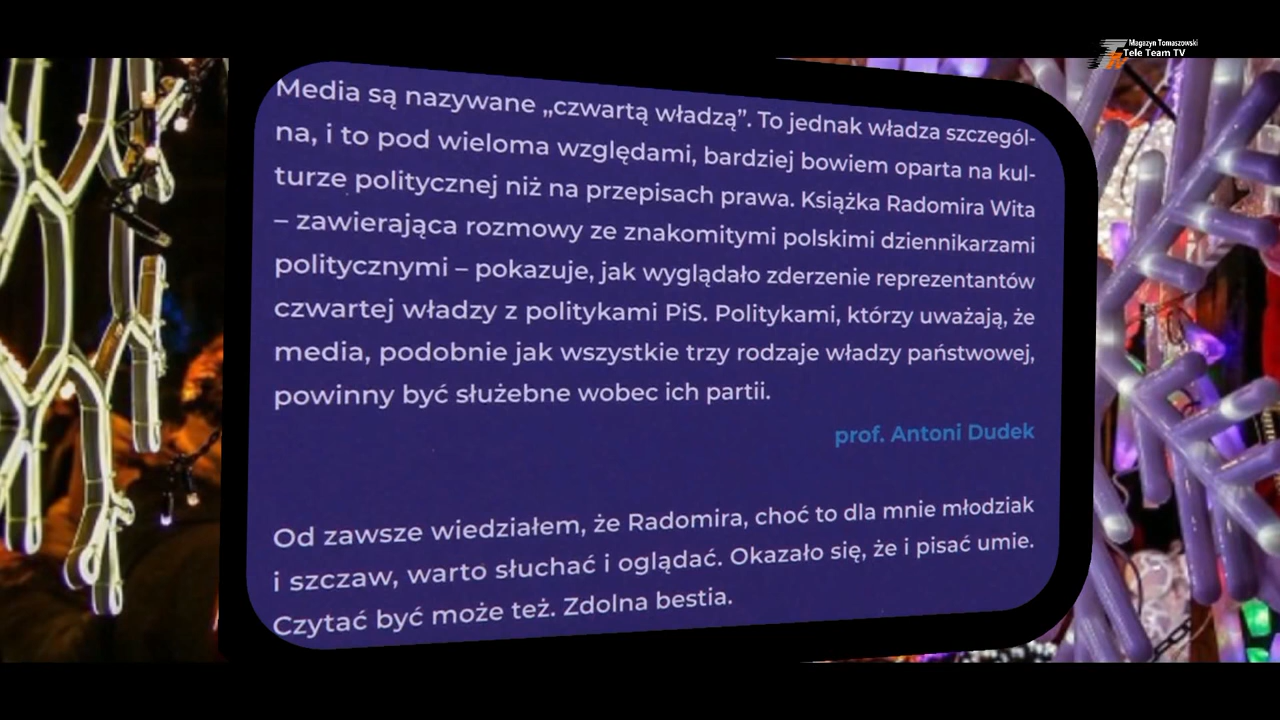 Magazyn Tomaszowski
Tele Team TV
Media są nazywane „czwartą władzą”. To jednak władza szczegól-
na, i to pod wieloma względami, bardziej bowiem oparta na kul-
turze politycznej niż na przepisach prawa. Książka Radomira Wita
– zawierająca rozmowy ze znakomitymi polskimi dziennikarzami
politycznymi – pokazuje, jak wyglądało zderzenie reprezentantów
czwartej władzy z politykami PiS. Politykami, którzy uważają, że
media, podobnie jak wszystkie trzy rodzaje władzy państwowej,
powinny być służebne wobec ich partii.
prof. Antoni Dudek
Od zawsze wiedziałem, że Radomira, choć to dla mnie młodziak
i szczaw, warto słuchać i oglądać. Okazało się, że i pisać umie.
Czytać być może też. Zdolna bestia.